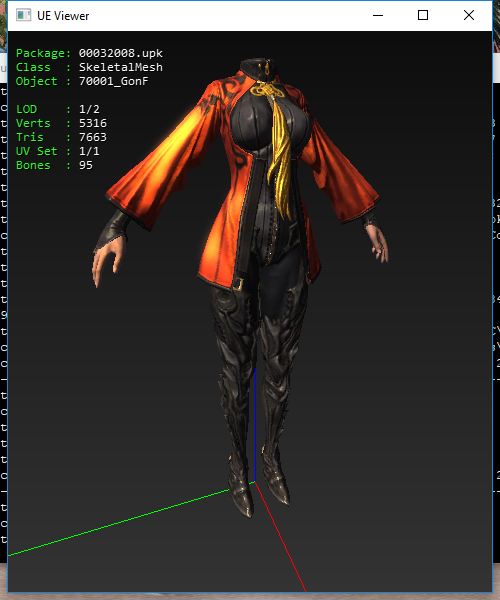 UE Viewer
Package: 00032008.upk
Class : SkeletalMesh
Object : 70001_GonF
LOD : 1/2
Verts : 5316
Tris : 7663
UV Set : 1/1
Bones : 95